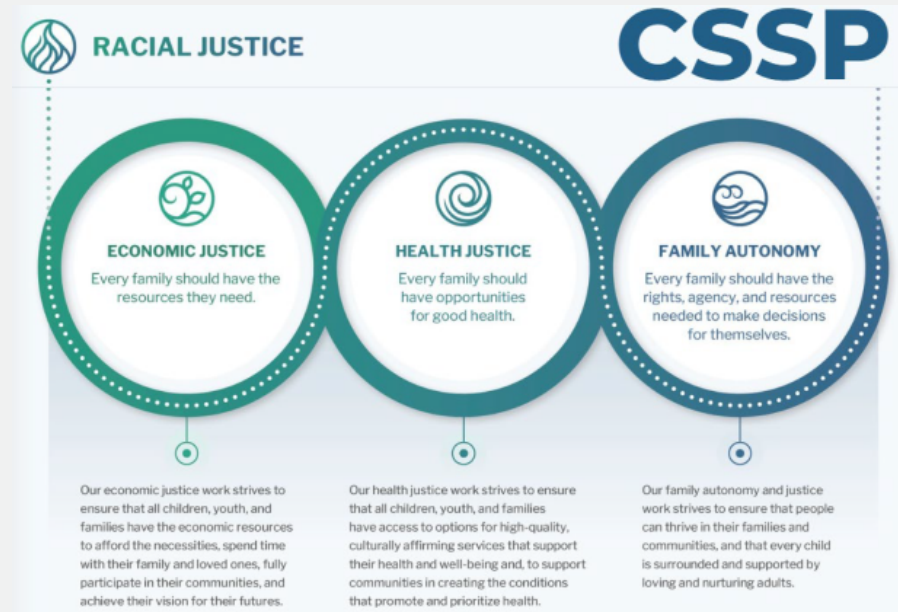 RACIAL JUSTICE
CSSP
ECONOMIC JUSTICE
Every family should have the
resources they need.
HEALTH JUSTICE
Every family should
have opportunities
for good health.
FAMILY AUTONOMY
Every family should have the
rights, agency, and resources
needed to make decisions
for themselves.
Our economic justice work strives to
ensure that all children, youth, and
families have the economic resources
to afford the necessities, spend time
with their family and loved ones, fully
participate in their communities, and
achieve their vision for their futures.
Our health justice work strives to ensure
that all children, youth, and families
have access to options for high-quality,
culturally affirming services that support
their health and well-being and, to support
communities in creating the conditions
that promote and prioritize health.
Our family autonomy and justice
work strives to ensure that people
can thrive in their families and
communities, and that every child
is surrounded and supported by
loving and nurturing adults.